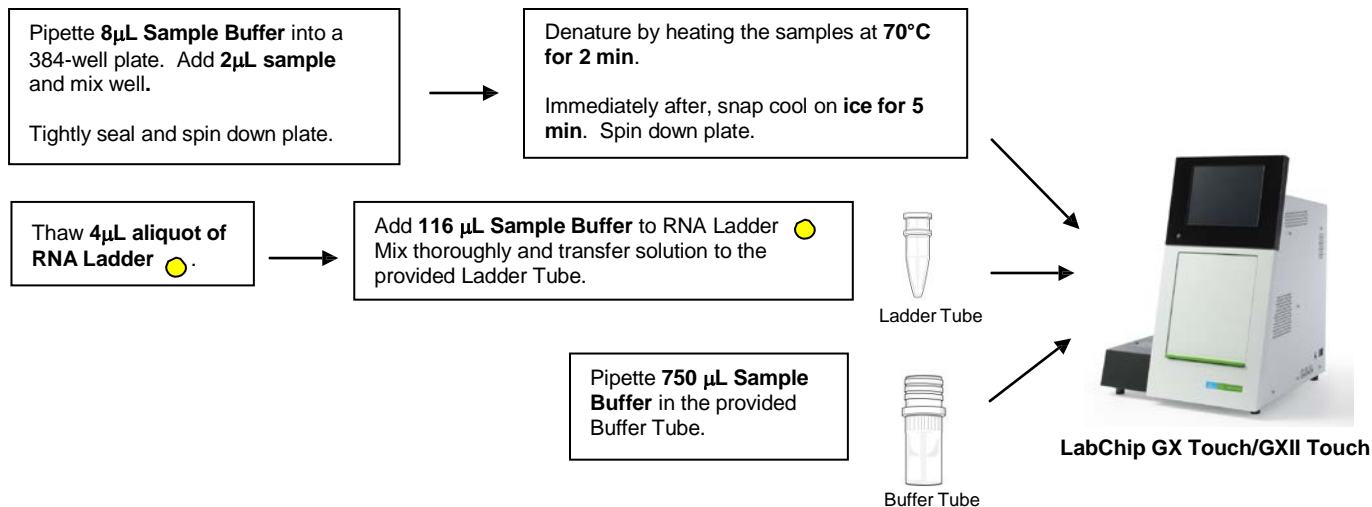 Pipette 8μL Sample Buffer into a
384-well plate. Add 2μL sample
and mix well.
Tightly seal and spin down plate.
Denature by heating the samples at 70°C
for 2 min.
Immediately after, snap cool on ice for 5
min. Spin down plate.
Thaw 4μL aliquot of
RNA Ladder .
Add 116 μL Sample Buffer to RNA Ladder
Mix thoroughly and transfer solution to the
provided Ladder Tube.
Ladder Tube
Pipette 750 μL Sample
Buffer in the provided
Buffer Tube.
Buffer Tube
LabChip GX Touch/GXII Touch